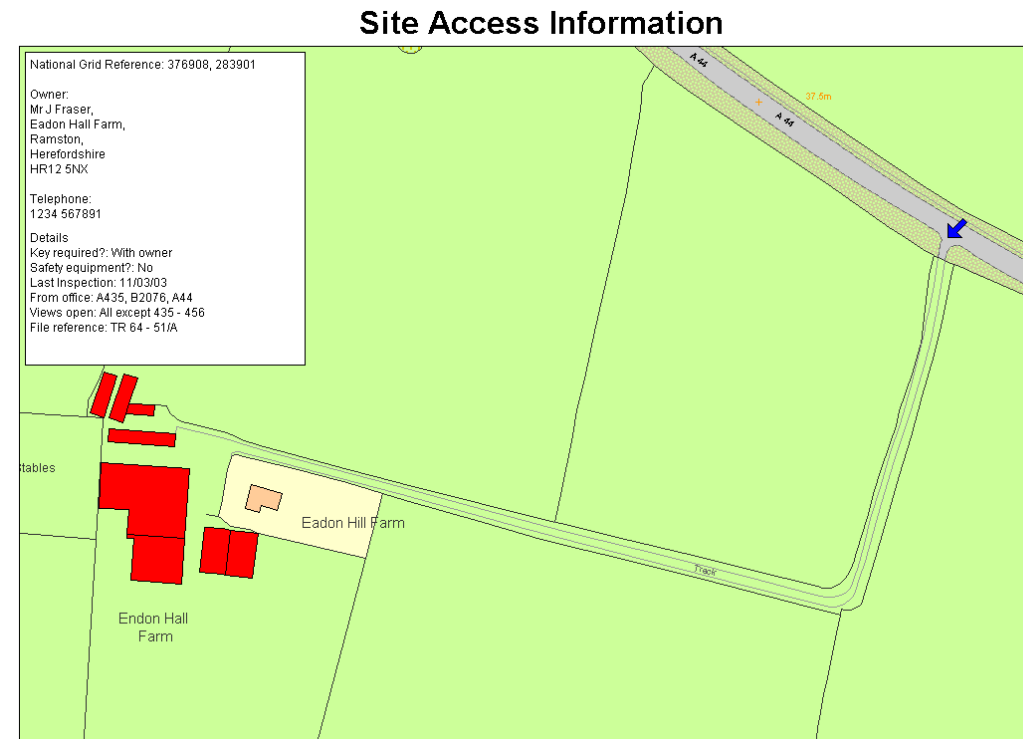 Site Access Information
National Grid Reference: 376908, 283901
Owner:
Mr J Fraser,
Eadon Hall Farm,
Ramston,
Herefordshire
HR12 5NX
Telephone:
1234 567891
Details
Key required?: With owner
Safety equipment?: No
Last Inspection: 11/03/03
From office: A435, B2076, A44
Views open: All except 435 - 456
File reference: TR 64 - 51/A
A 44
37.5m
A 44
Stables
Eadon Hill Farm
Track
Endon Hall
Farm